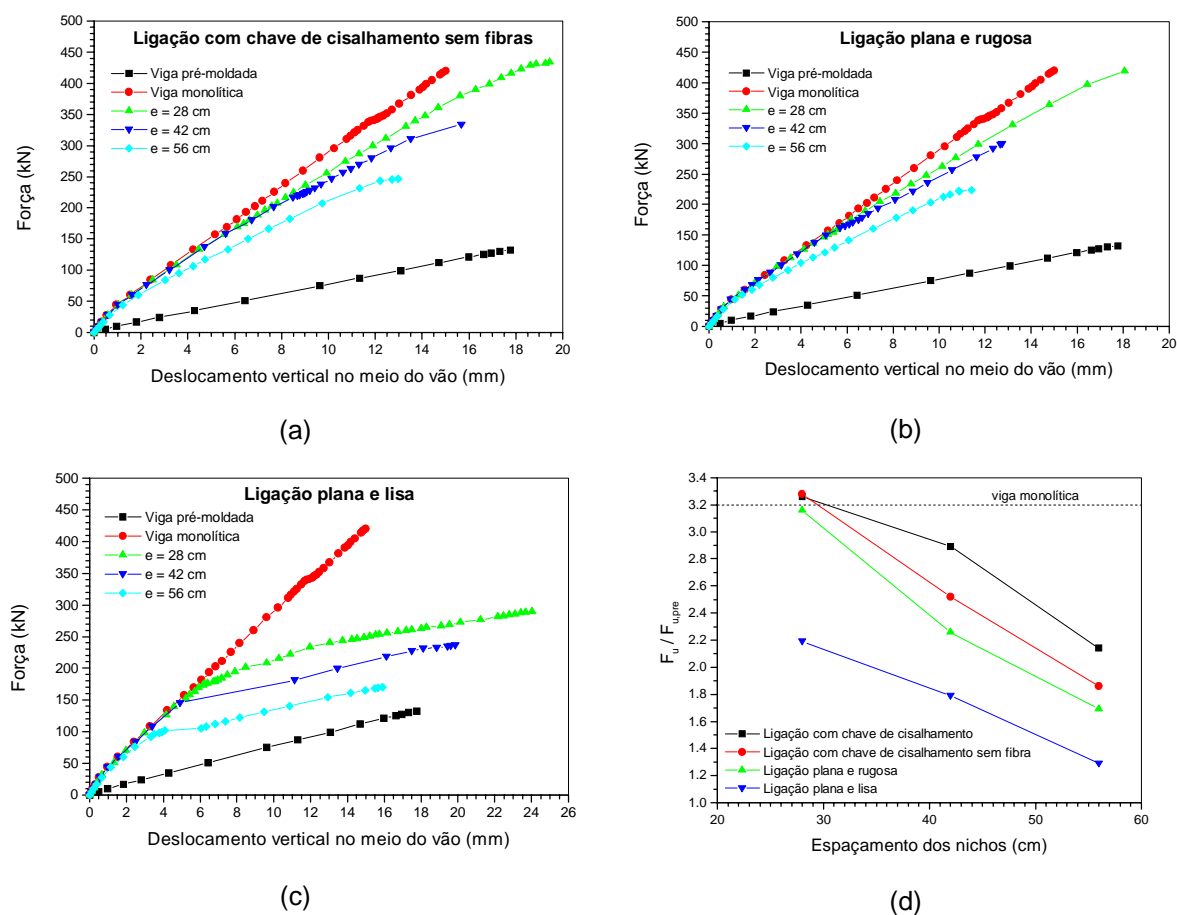 (a)
Ligação com chave de cisalhamento sem fibras
Viga pré-moldada
Viga monolítica
e = 28 cm
e = 42 cm
e = 56 cm
Força (kN)
500
450
400
350
300
250
200
150
100
50
0
0 2 4 6 8 10 12 14 16 18 20
Deslocamento vertical no meio do vão (mm)
(b)
Ligação plana e rugosa
Viga pré-moldada
Viga monolítica
e = 28 cm
e = 42 cm
e = 56 cm
Força (kN)
500
450
400
350
300
250
200
150
100
50
0
0 2 4 6 8 10 12 14 16 18 20
Deslocamento vertical no meio do vão (mm)
(c)
Ligação plana e lisa
Viga pré-moldada
Viga monolítica
e = 28 cm
e = 42 cm
e = 56 cm
Força (kN)
500
450
400
350
300
250
200
150
100
50
0
0 2 4 6 8 10 12 14 16 18 20 22 24 26
Deslocamento vertical no meio do vão (mm)
(d)
viga monolítica
Fu / Fu,pre
3.4
3.2
3.0
2.8
2.6
2.4
2.2
2.0
1.8
1.6
1.4
1.2
1.0
Ligação com chave de cisalhamento
Ligação com chave de cisalhamento sem fibra
Ligação plana e rugosa
Ligação plana e lisa
20 30 40 50 60
Espaçamento dos nichos (cm)